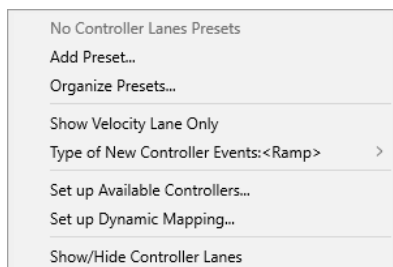 No Controller Lanes Presets
Add Preset...
Organize Presets...
Show Velocity Lane Only
Type of New Controller Events:<Ramp>
Set up Available Controllers...
Set up Dynamic Mapping...
Show/Hide Controller Lanes